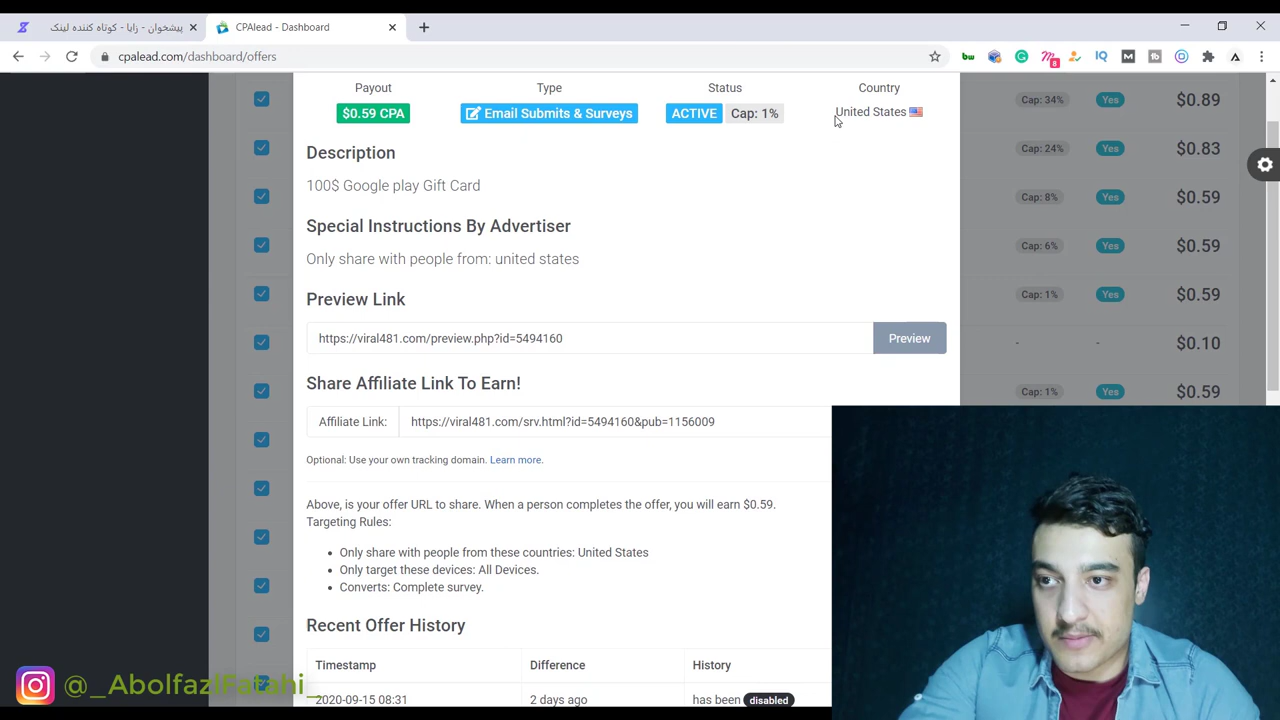 پیشخوان - زایا - کوتاه کننده لینک
CPAlead - Dashboard
cpalead.com/dashboard/offers
8
Payout
Type
Status
Country
$0.59 CPA
Email Submits & Surveys
ACTIVE
Cap: 1%
United States
Description
100$ Google play Gift Card
Special Instructions By Advertiser
Only share with people from: united states
Preview Link
https://viral481.com/preview.php?id=5494160
Preview
Share Affiliate Link To Earn!
Affiliate Link:
https://viral481.com/srv.html?id=5494160&pub=1156009
Optional: Use your own tracking domain. Learn more.
Above, is your offer URL to share. When a person completes the offer, you will earn $0.59.
Targeting Rules:
Only share with people from these countries: United States
Only target these devices: All Devices.
Converts: Complete survey.
Recent Offer History
Timestamp
Difference
History
2020-09-15 08:31
2 days ago
has been disabled
Cap: 34% Yes $0.89
Cap: 24% Yes $0.83
Cap: 8% Yes $0.59
Cap: 6% Yes $0.59
Cap: 1% Yes $0.59
- - $0.10
Cap: 1% Yes $0.59
@_AbolfazlFatahi_